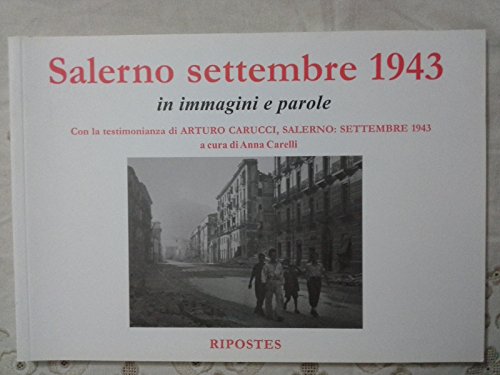 Salerno settembre 1943
in immagini e parole
Con la testimonianza di ARTURO CARUCCI, SALERNO: SETTEMBRE 1943
a cura di Anna Carelli
RIPOSTES